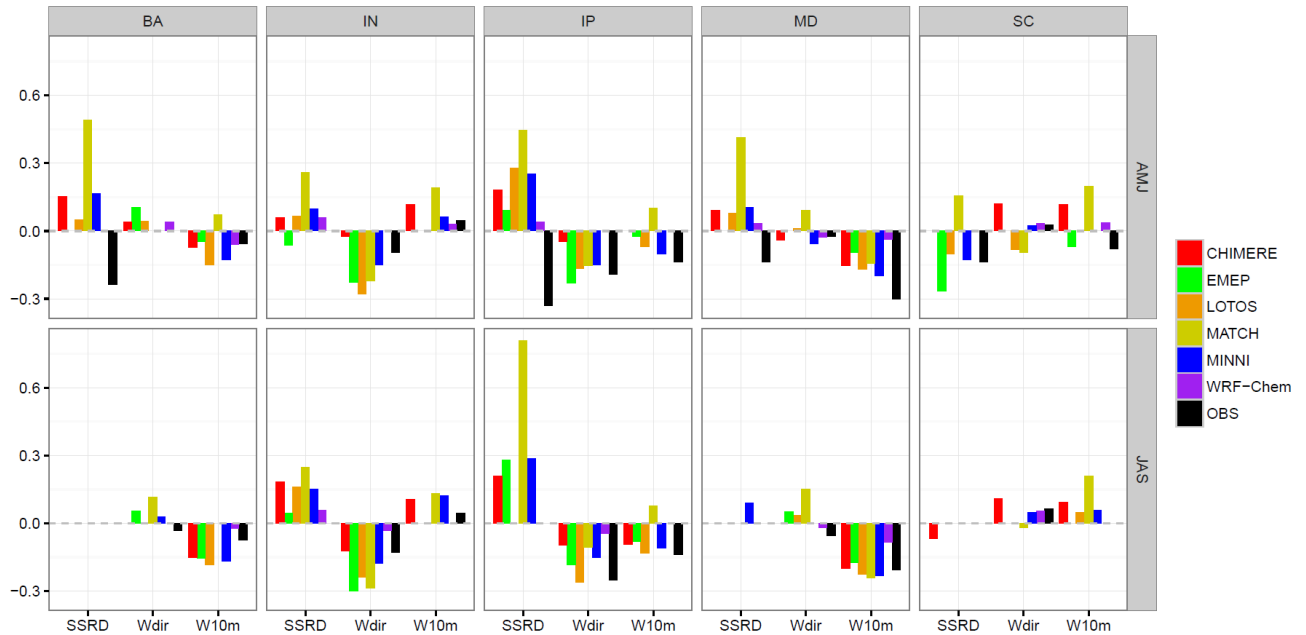 BA IN IP MD SC
0.6
0.3
0.0
−0.3
AMJ
0.6
0.3
0.0
−0.3
JAS
SSRD Wdir W10m SSRD Wdir W10m SSRD Wdir W10m SSRD Wdir W10m SSRD Wdir W10m
CHIMERE
EMEP
LOTOS
MATCH
MINNI
WRF−Chem
OBS